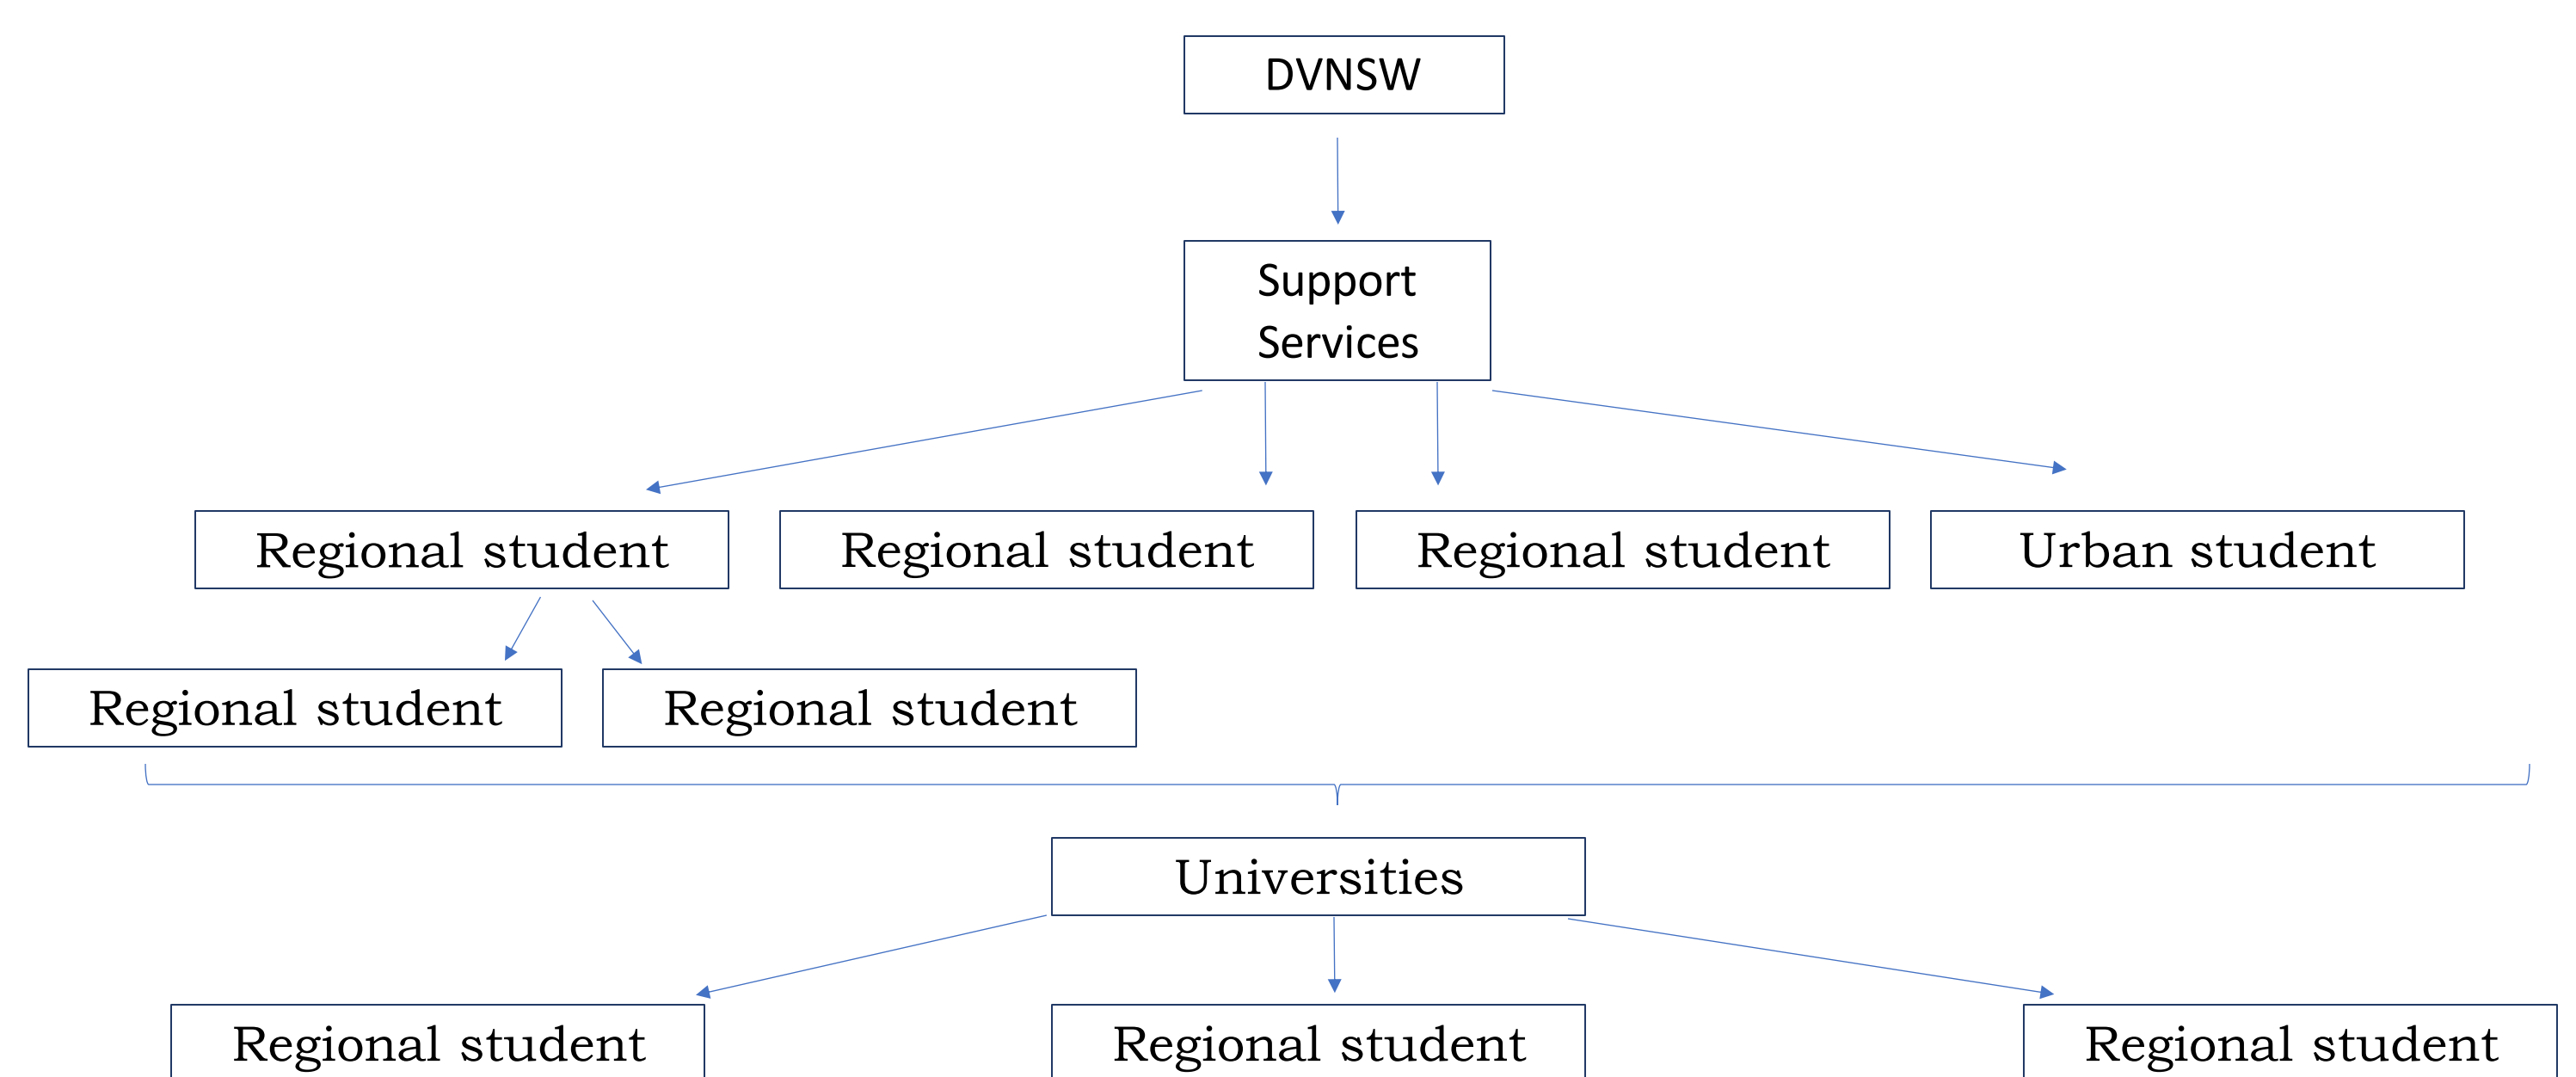 DVNSW
Support
Services
Regional student
Regional student
Regional student
Urban student
Regional student
Regional student
Universities
Regional student
Regional student
Regional student